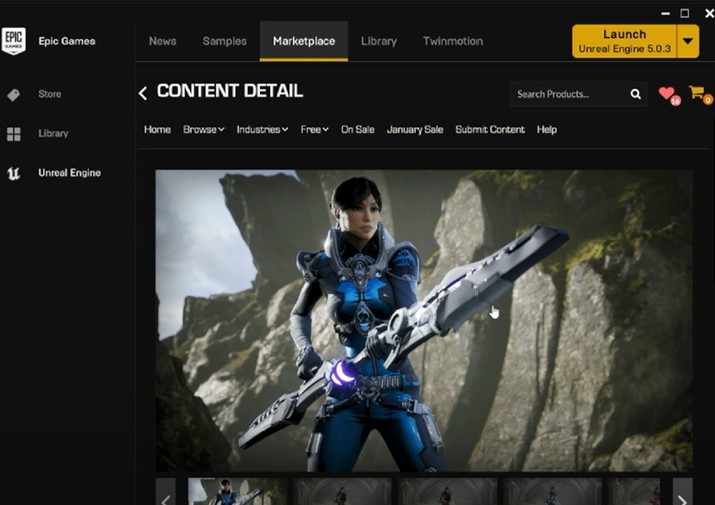 EPIC GAMES
Epic Games
News Samples Marketplace Library Twinmotion
Launch
Unreal Engine 5.0.3
Store
Library
Unreal Engine
CONTENT DETAIL
Search Products...
16
0
Home Browse Industries Free On Sale January Sale Submit Content Help